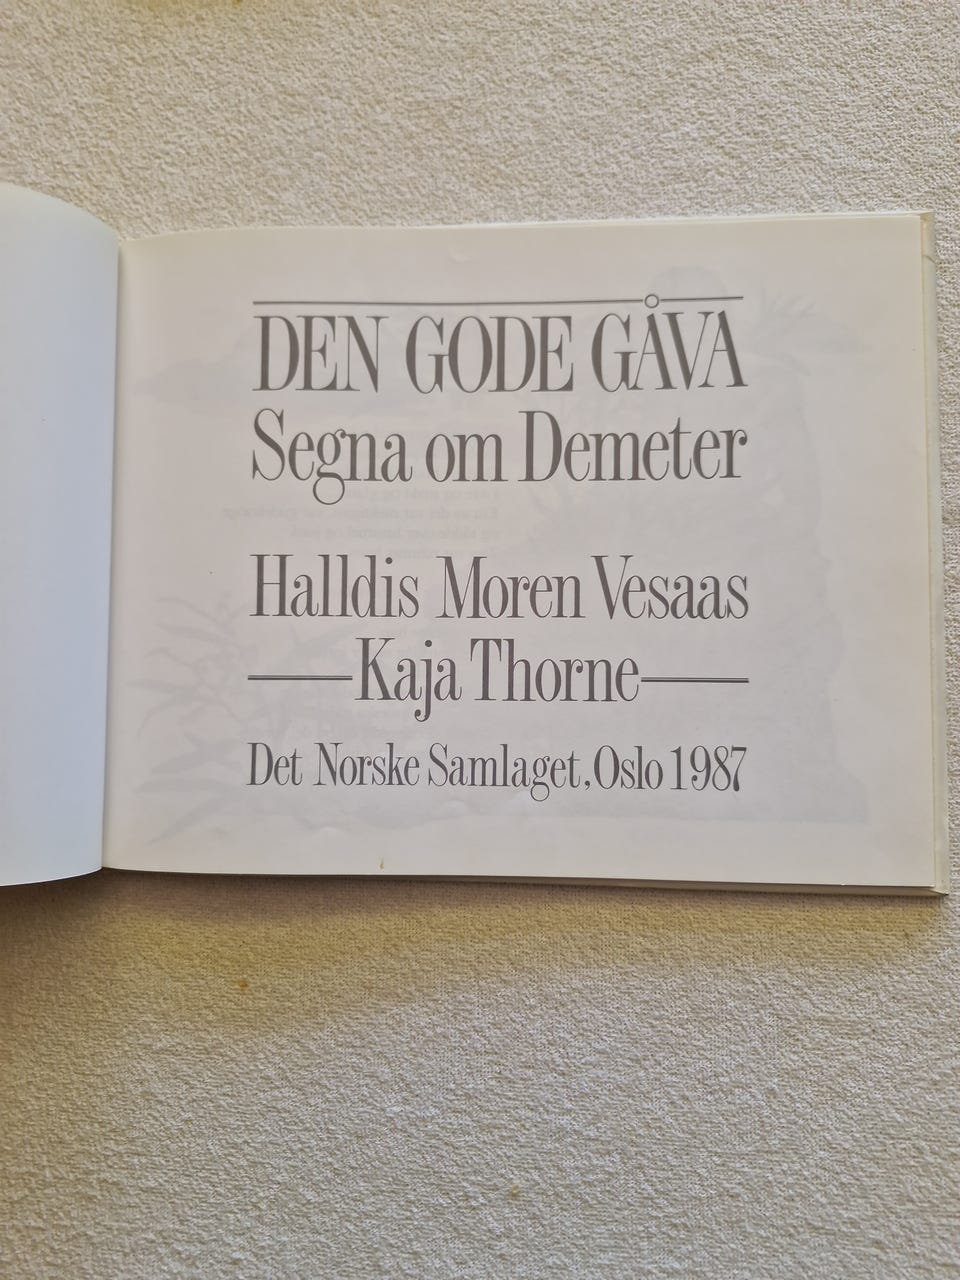 DEN GODE GÅVA
Segna om Demeter
Halldis Moren Vesaas
Kaja Thorne
Det Norske Samlaget, Oslo 1987